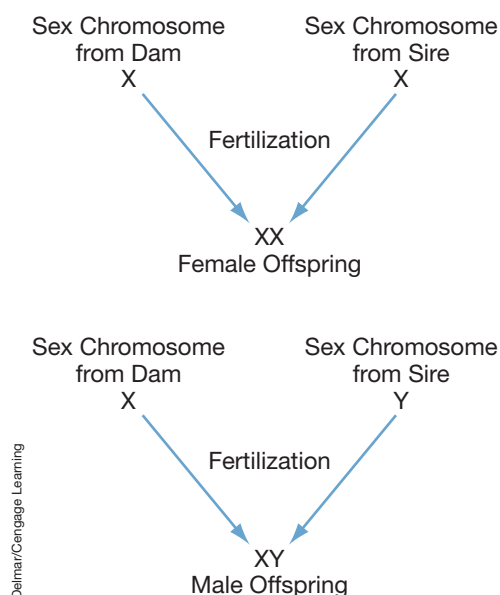 Sex Chromosome
from Dam
X
Sex Chromosome
from Sire
X
Fertilization
XX
Female Offspring
Sex Chromosome
from Dam
X
Sex Chromosome
from Sire
Y
Fertilization
XY
Male Offspring
Delmar/Cengage Learning